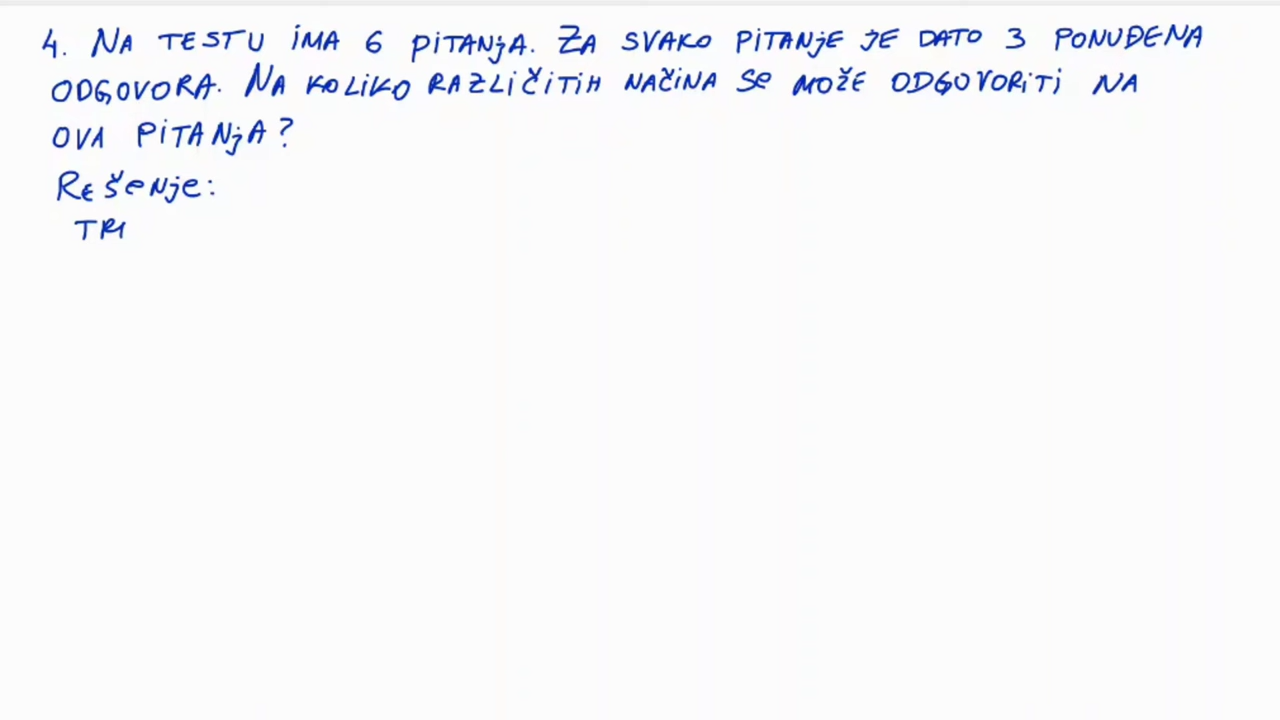 4. NA TESTU IMA 6 PITANJA. ZA SVAKO PITANJE JE DATO 3 PONUĐENA
ODGOVORA. NA KOLIKO RAZLIČITIH NAČINA SE MOŽE ODGOVORITI NA
OVA PITANJA?
REŠENJE:
TRI